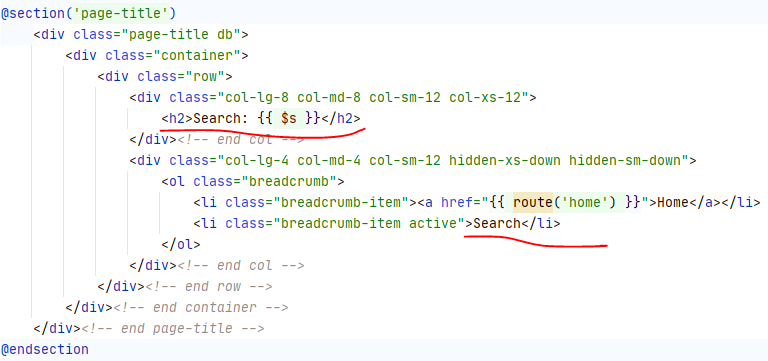 @section('page-title')
<div class="page-title db">
<div class="container">
<div class="row">
<div class="col-lg-8 col-md-8 col-sm-12 col-xs-12">
<h2>Search: {{ $s }}</h2>
</div><!-- end col -->
<div class="col-lg-4 col-md-4 col-sm-12 hidden-xs-down hidden-sm-down">
<ol class="breadcrumb">
<li class="breadcrumb-item"><a href="{{ route('home') }}">Home</a></li>
<li class="breadcrumb-item active">Search</li>
</ol>
</div><!-- end col -->
</div><!-- end row -->
</div><!-- end container -->
</div><!-- end page-title -->
@endsection